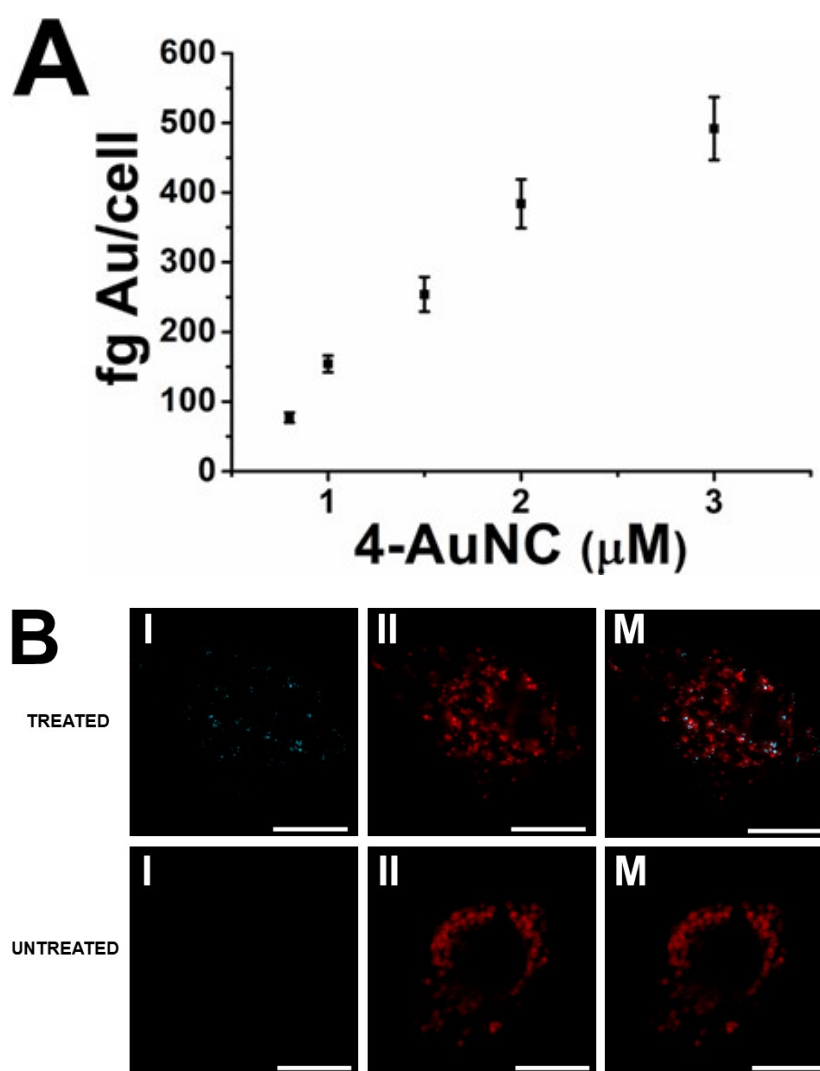 A
600
500
400
300
200
100
0
fg Au/cell
1 2 3
4-AuNC (μM)
B
I II M
TREATED
I II M
UNTREATED